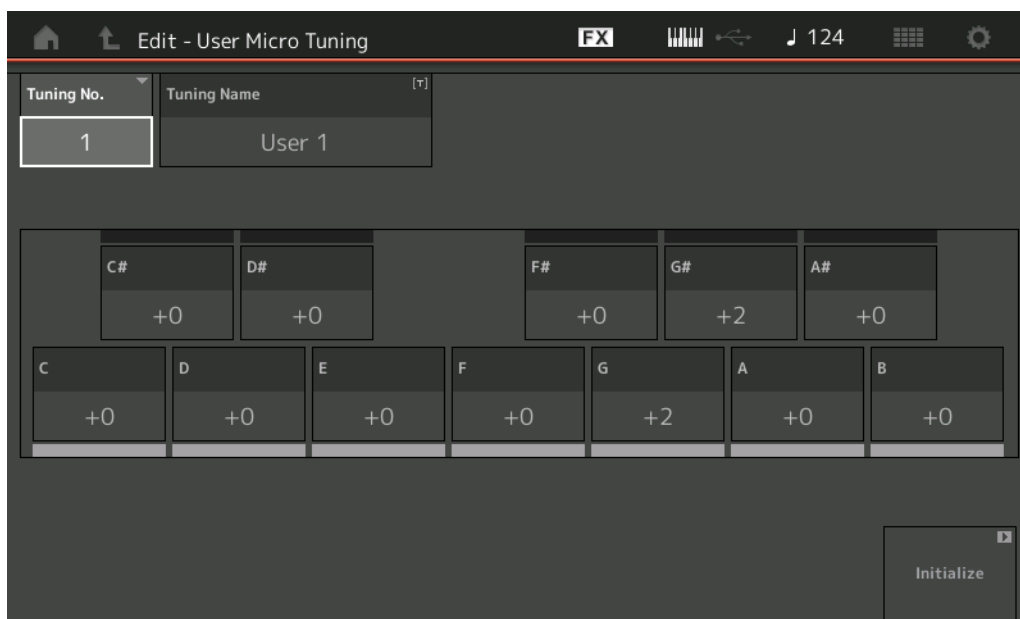 Edit - User Micro Tuning FX ♩ 124
Tuning No. Tuning Name [T]
1 User 1
C# D# F# G# A#
+0 +0 +0 +2 +0
C D E F G A B
+0 +0 +0 +0 +2 +0 +0
Initialize